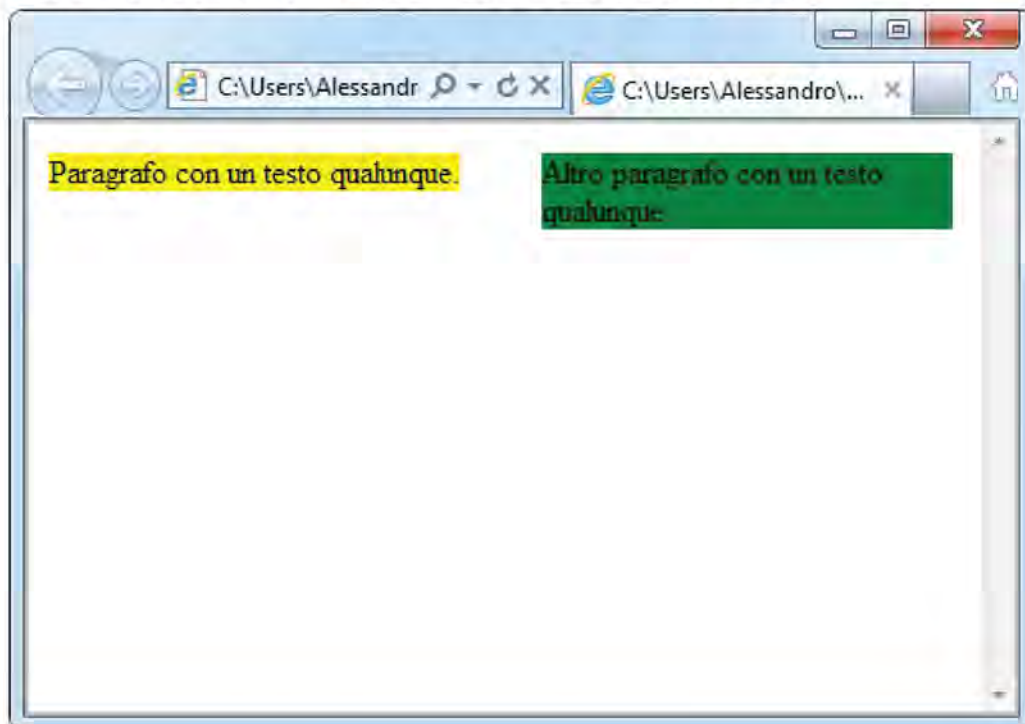 C:\Users\Alessandr
C:\Users\Alessandro\...
Paragrafo con un testo qualunque.
Altro paragrafo con un testo
qualunque